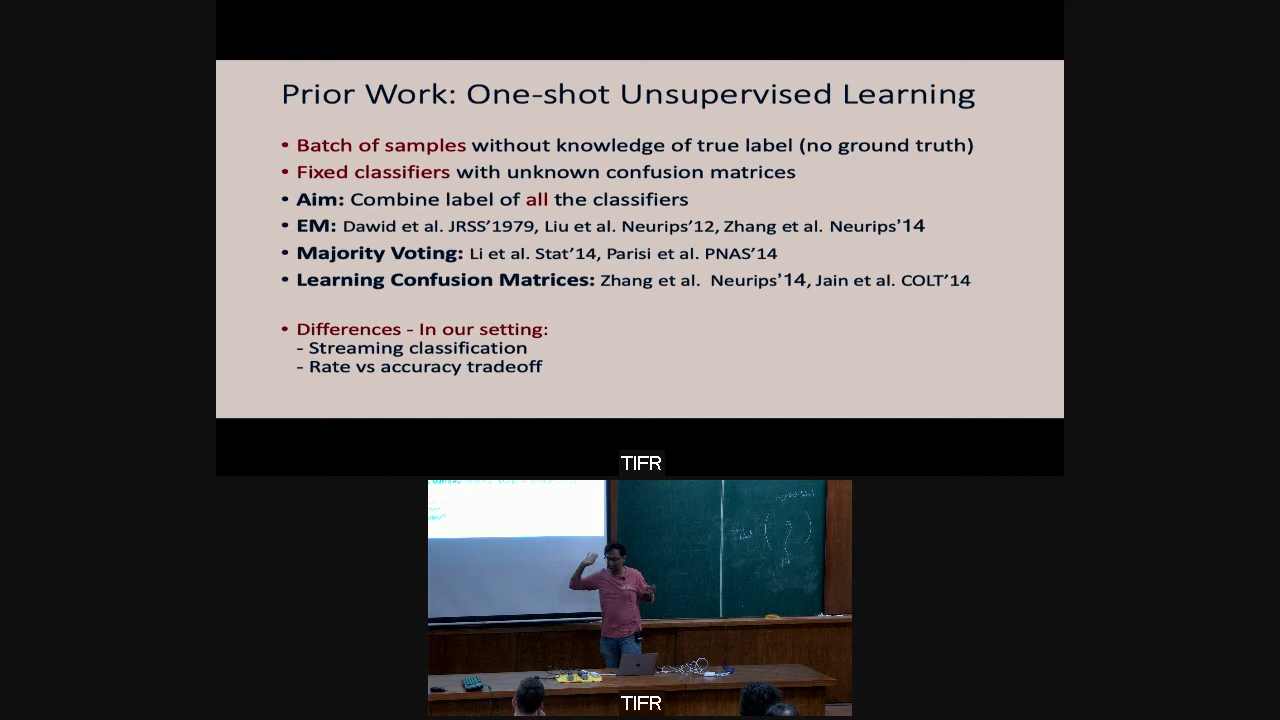 Prior Work: One-shot Unsupervised Learning
• Batch of samples without knowledge of true label (no ground truth)
• Fixed classifiers with unknown confusion matrices
• Aim: Combine label of all the classifiers
• EM: Dawid et al. JRSS'1979, Liu et al. Neurips'12, Zhang et al. Neurips'14
• Majority Voting: Li et al. Stat'14, Parisi et al. PNAS'14
• Learning Confusion Matrices: Zhang et al. Neurips'14, Jain et al. COLT'14
• Differences - In our setting:
- Streaming classification
- Rate vs accuracy tradeoff
TIFR
TIFR